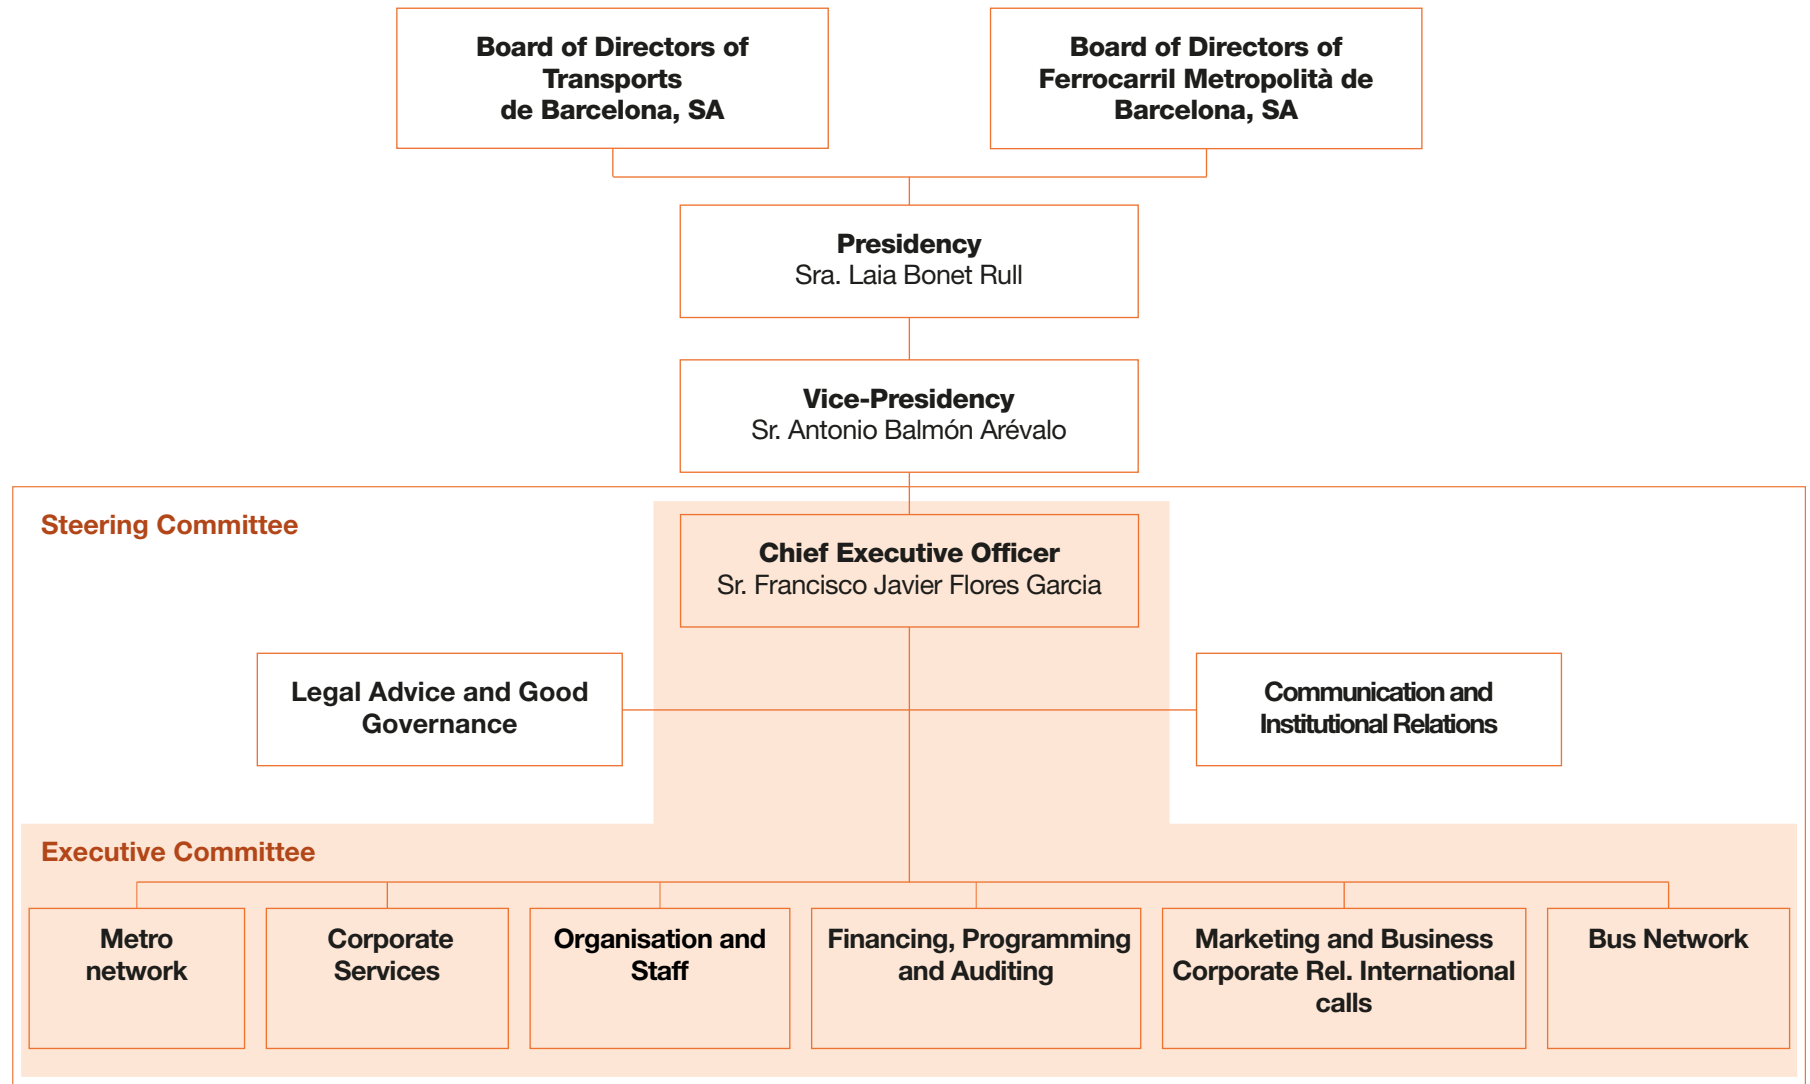 Board of Directors of
Transports
de Barcelona, SA
Board of Directors of
Ferrocarril Metropolità de
Barcelona, SA
Presidency
Sra. Laia Bonet Rull
Vice-Presidency
Sr. Antonio Balmón Arévalo
Steering Committee
Chief Executive Officer
Sr. Francisco Javier Flores Garcia
Legal Advice and Good
Governance
Communication and
Institutional Relations
Executive Committee
Metro
network
Corporate
Services
Organisation and
Staff
Financing, Programming
and Auditing
Marketing and Business
Corporate Rel. International
calls
Bus Network